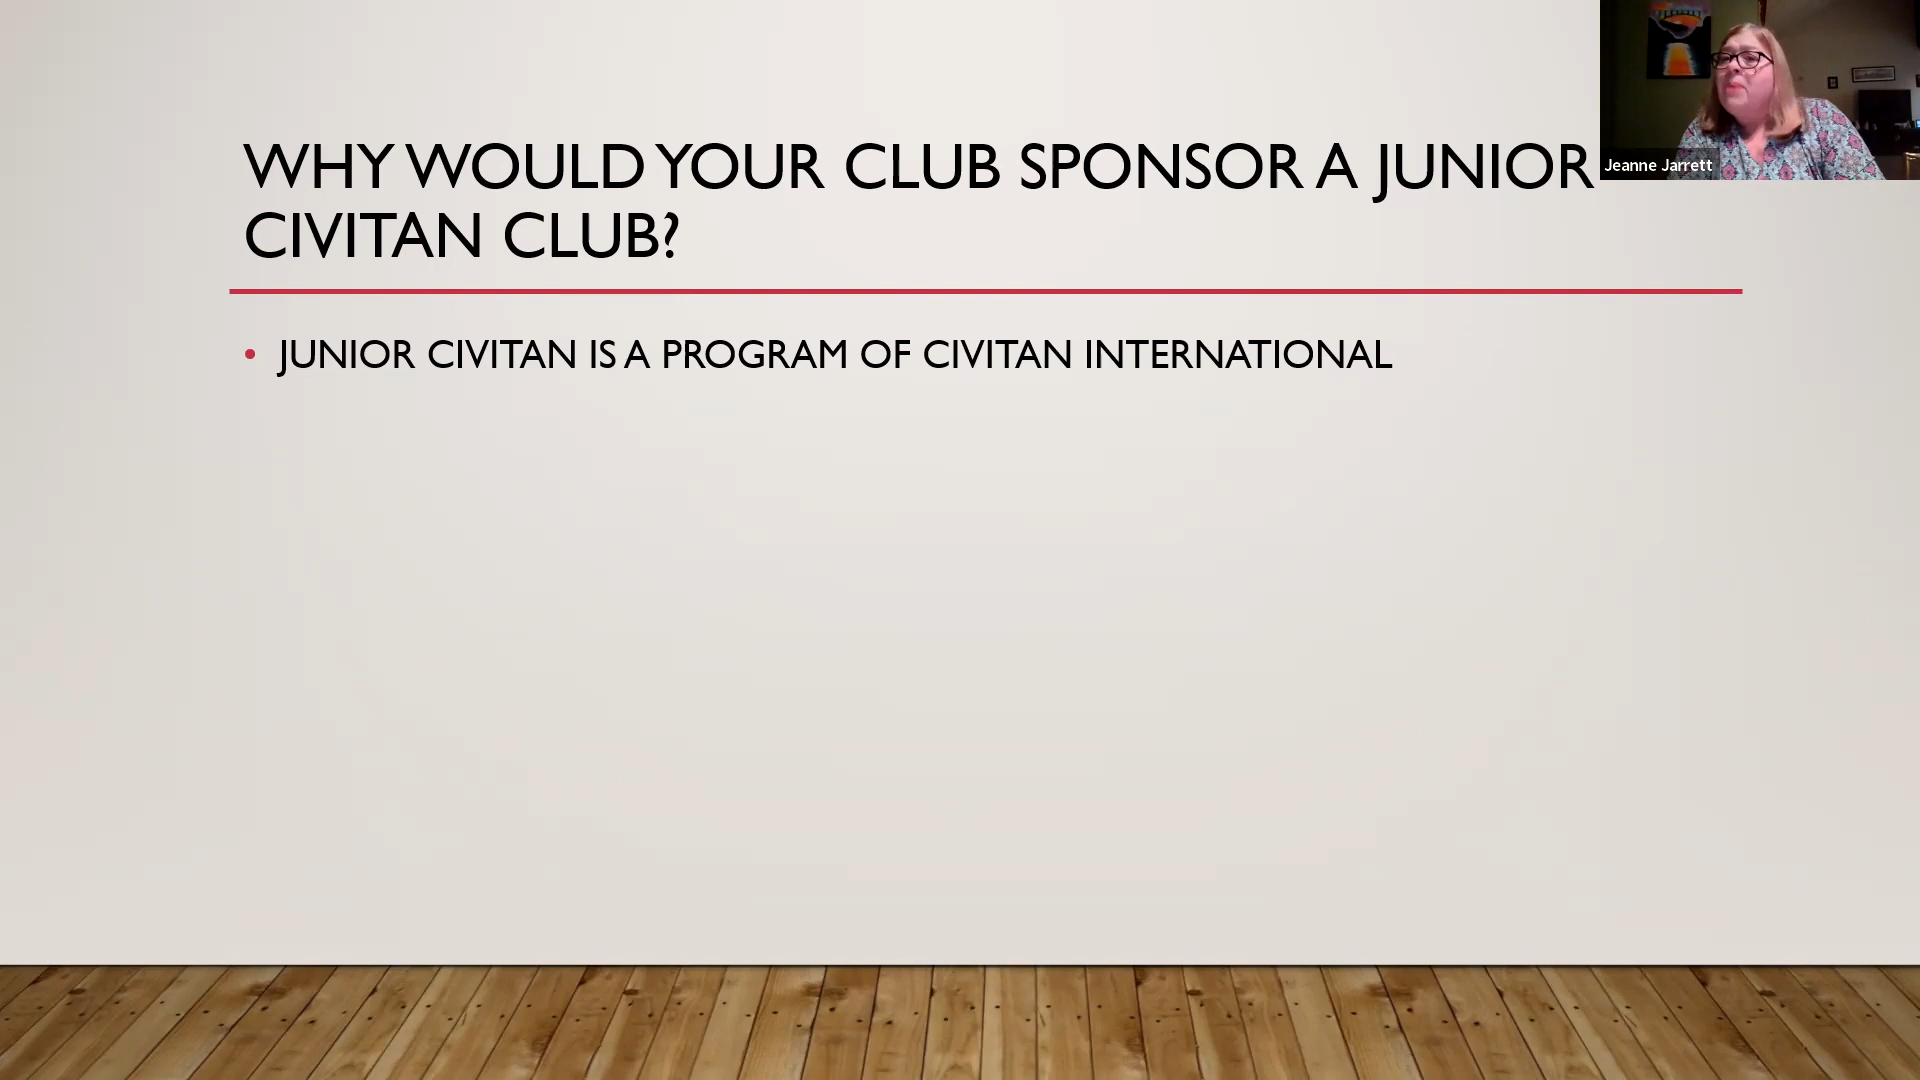 WHY WOULD YOUR CLUB SPONSOR A JUNIOR
CIVITAN CLUB?
• JUNIOR CIVITAN IS A PROGRAM OF CIVITAN INTERNATIONAL
Jeanne Jarrett